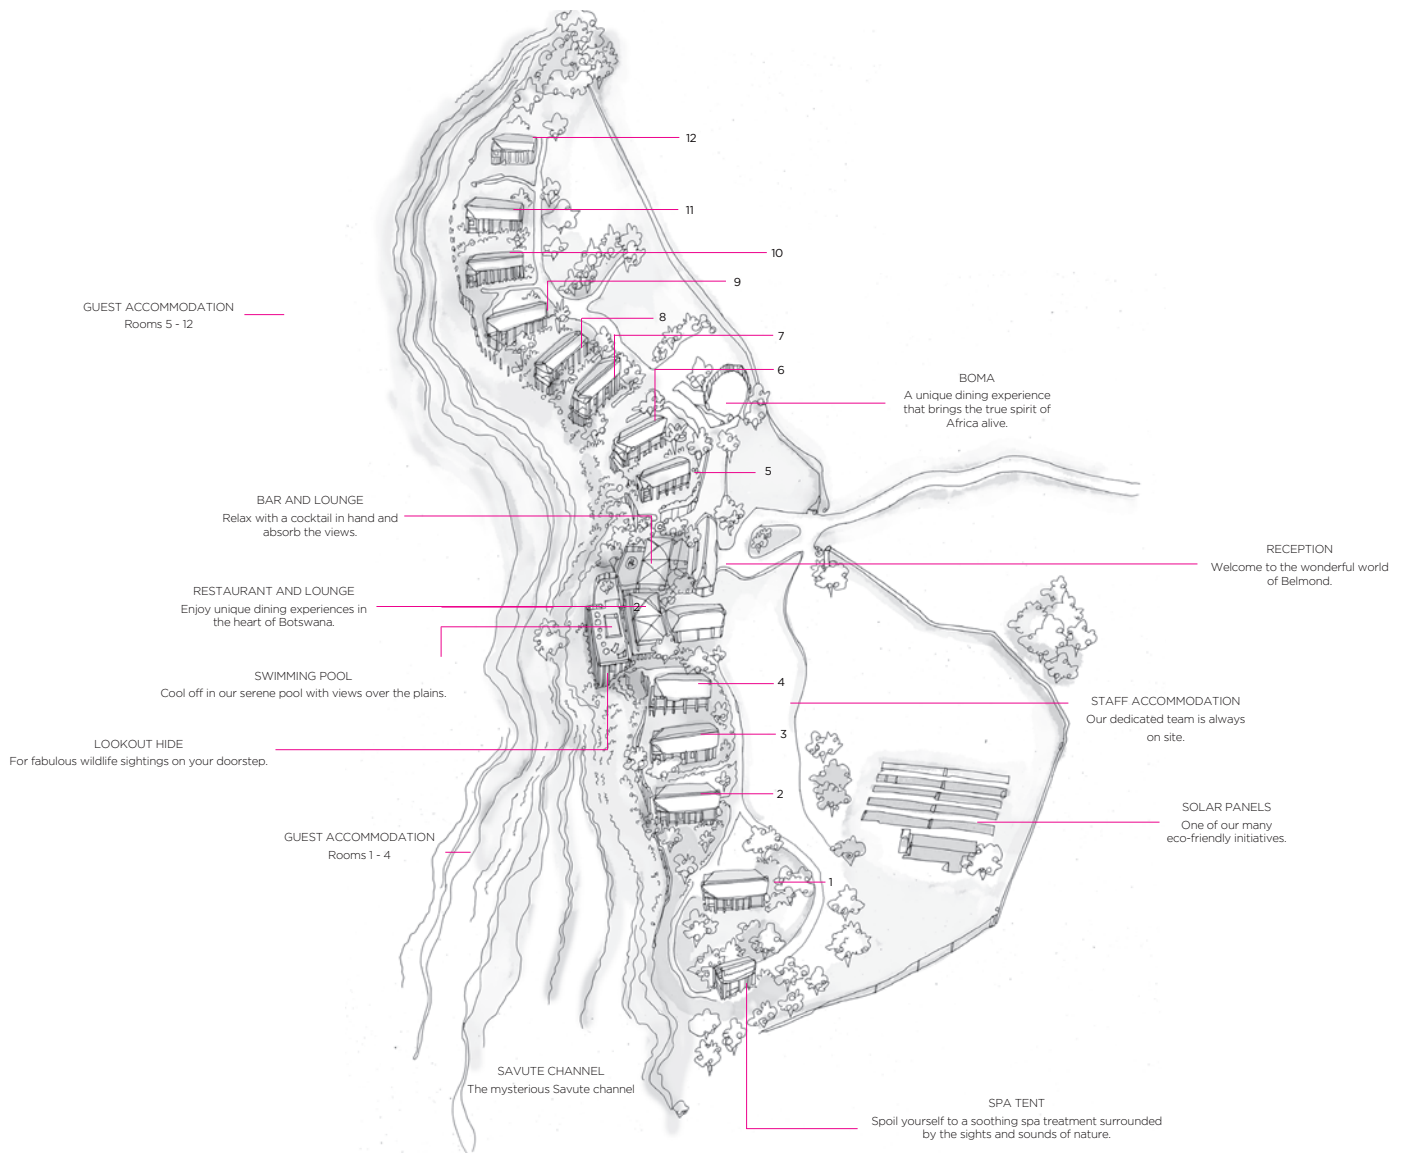 12
11
10
9
GUEST ACCOMMODATION
Rooms 5 - 12
8
7
6
BOMA
A unique dining experience
that brings the true spirit of
Africa alive.
5
BAR AND LOUNGE
Relax with a cocktail in hand and
absorb the views.
RECEPTION
Welcome to the wonderful world
of Belmond.
RESTAURANT AND LOUNGE
Enjoy unique dining experiences in
the heart of Botswana.
2
SWIMMING POOL
Cool off in our serene pool with views over the plains.
4
STAFF ACCOMMODATION
Our dedicated team is always
on site.
3
LOOKOUT HIDE
For fabulous wildlife sightings on your doorstep.
2
SOLAR PANELS
One of our many
eco-friendly initiatives.
GUEST ACCOMMODATION
Rooms 1 - 4
1
SAVUTE CHANNEL
The mysterious Savute channel
SPA TENT
Spoil yourself to a soothing spa treatment surrounded
by the sights and sounds of nature.